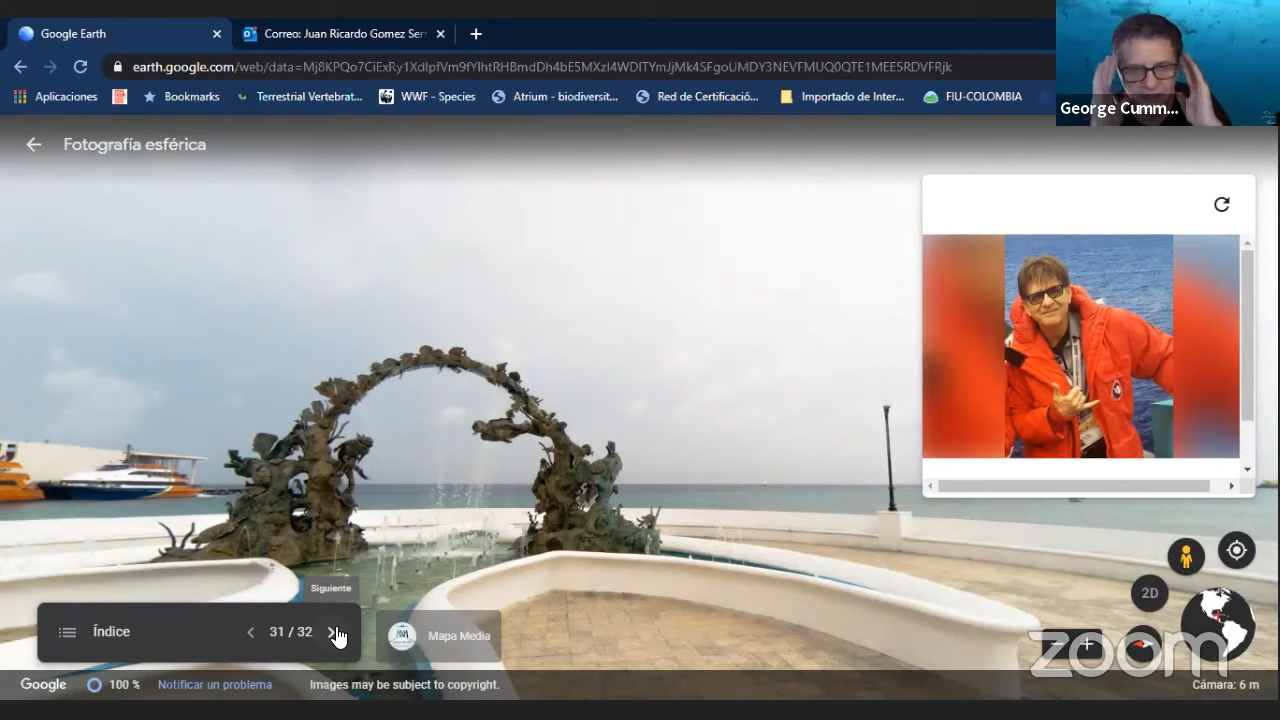 Google Earth
Correo: Juan Ricardo Gomez Ser
earth.google.com/web/data=Mj8KPQo7CiExRy1XdlpfVm9fYlhtRHBmdDh4bE5MXzl4WDlTYmJjMk4SFgoUMDY3NEVFMUQ0QTE1MEE5RDVFRjk
Aplicaciones
Bookmarks
Terrestrial Vertebrat...
WWF - Species
Atrium - biodiversit...
Red de Certificació...
Importado de Inter...
FIU-COLOMBIA
George Cumm...
Fotografía esférica
Siguiente
Índice
31 / 32
Mapa Media
2D
zoom
Google
100 %
Notificar un problema
Images may be subject to copyright.
Cámara: 6 m